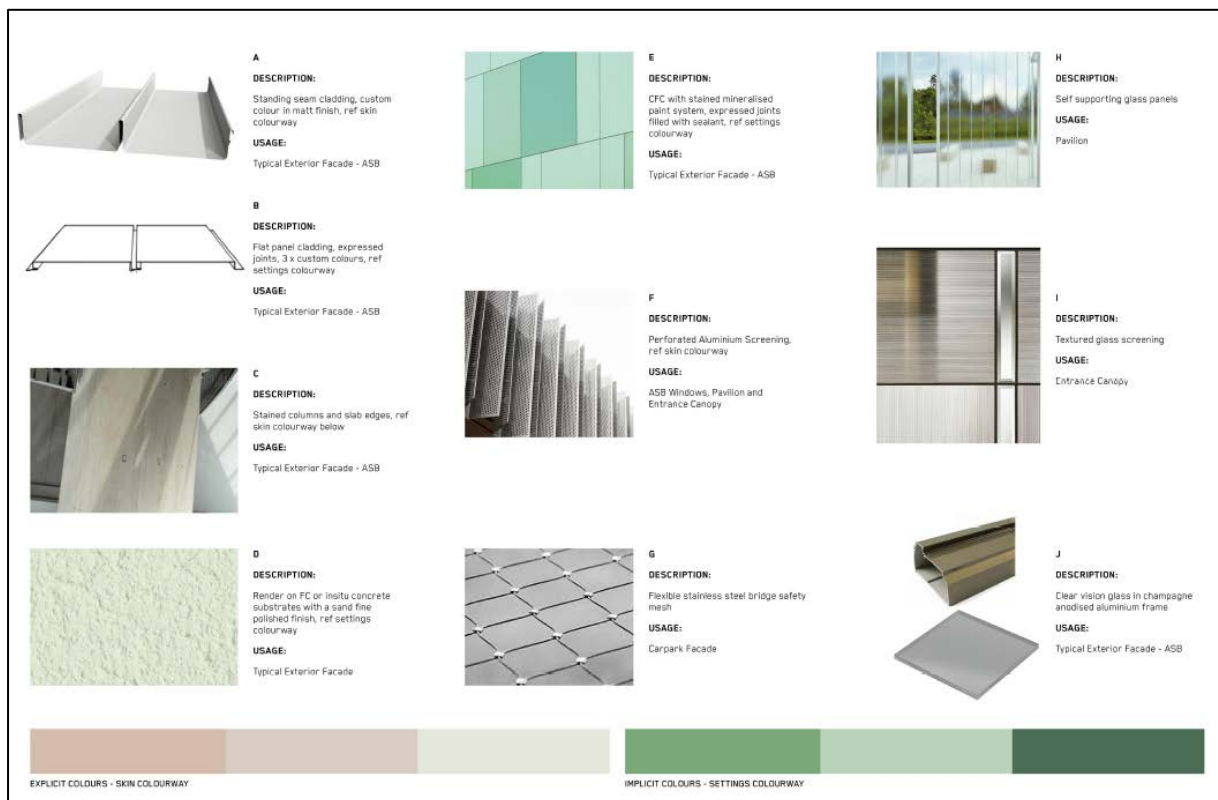 A
DESCRIPTION:
Standing seam cladding, custom
colour in matt finish, ref skin
colourway
USAGE:
Typical Exterior Facade - ASB
B
DESCRIPTION:
Flat panel cladding, expressed
joints, 3 x custom colours, ref
settings colourway
USAGE:
Typical Exterior Facade - ASB
C
DESCRIPTION:
Stained columns and slab edges, ref
skin colourway below
USAGE:
Typical Exterior Facade - ASB
D
DESCRIPTION:
Render on FC or insitu concrete
substrates with a sand fine
polished finish, ref settings
colourway
USAGE:
Typical Exterior Facade
E
DESCRIPTION:
CFC with stained mineralised
paint system, expressed joints
filled with sealant, ref settings
colourway
USAGE:
Typical Exterior Facade - ASB
F
DESCRIPTION:
Perforated Aluminium Screening,
ref skin colourway
USAGE:
ASB Windows, Pavilion and
Entrance Canopy
G
DESCRIPTION:
Flexible stainless steel bridge safety
mesh
USAGE:
Carpark Facade
H
DESCRIPTION:
Self supporting glass panels
USAGE:
Pavilion
I
DESCRIPTION:
Textured glass screening
USAGE:
Entrance Canopy
J
DESCRIPTION:
Clear vision glass in champagne
anodised aluminium frame
USAGE:
Typical Exterior Facade - ASB
EXPLICIT COLOURS - SKIN COLOURWAY
IMPLICIT COLOURS - SETTINGS COLOURWAY